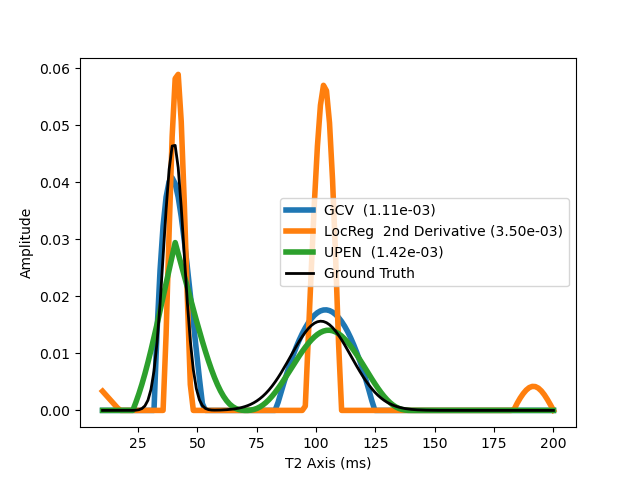 0.06
0.05
0.04
0.03
0.02
0.01
0.00
Amplitude
GCV (1.11e-03)
LocReg 2nd Derivative (3.50e-03)
UPEN (1.42e-03)
Ground Truth
25 50 75 100 125 150 175 200
T2 Axis (ms)